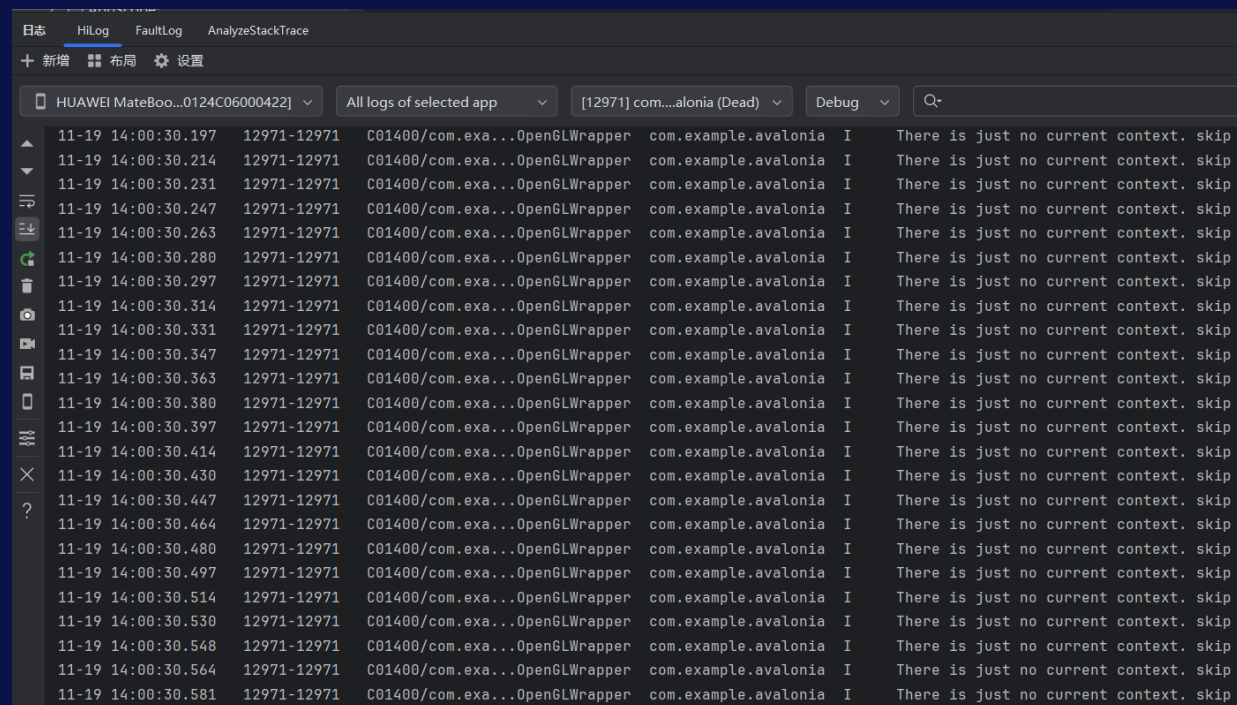 日志 HiLog FaultLog AnalyzeStackTrace
新增 布局 设置
HUAWEI MateBoo...0124C06000422] All logs of selected app [12971] com....alonia (Dead) Debug
11-19 14:00:30.197 12971-12971 C01400/com.exa...OpenGLWrapper com.example.avalonia I There is just no current context. skip
11-19 14:00:30.214 12971-12971 C01400/com.exa...OpenGLWrapper com.example.avalonia I There is just no current context. skip
11-19 14:00:30.231 12971-12971 C01400/com.exa...OpenGLWrapper com.example.avalonia I There is just no current context. skip
11-19 14:00:30.247 12971-12971 C01400/com.exa...OpenGLWrapper com.example.avalonia I There is just no current context. skip
11-19 14:00:30.263 12971-12971 C01400/com.exa...OpenGLWrapper com.example.avalonia I There is just no current context. skip
11-19 14:00:30.280 12971-12971 C01400/com.exa...OpenGLWrapper com.example.avalonia I There is just no current context. skip
11-19 14:00:30.297 12971-12971 C01400/com.exa...OpenGLWrapper com.example.avalonia I There is just no current context. skip
11-19 14:00:30.314 12971-12971 C01400/com.exa...OpenGLWrapper com.example.avalonia I There is just no current context. skip
11-19 14:00:30.331 12971-12971 C01400/com.exa...OpenGLWrapper com.example.avalonia I There is just no current context. skip
11-19 14:00:30.347 12971-12971 C01400/com.exa...OpenGLWrapper com.example.avalonia I There is just no current context. skip
11-19 14:00:30.363 12971-12971 C01400/com.exa...OpenGLWrapper com.example.avalonia I There is just no current context. skip
11-19 14:00:30.380 12971-12971 C01400/com.exa...OpenGLWrapper com.example.avalonia I There is just no current context. skip
11-19 14:00:30.397 12971-12971 C01400/com.exa...OpenGLWrapper com.example.avalonia I There is just no current context. skip
11-19 14:00:30.414 12971-12971 C01400/com.exa...OpenGLWrapper com.example.avalonia I There is just no current context. skip
11-19 14:00:30.430 12971-12971 C01400/com.exa...OpenGLWrapper com.example.avalonia I There is just no current context. skip
11-19 14:00:30.447 12971-12971 C01400/com.exa...OpenGLWrapper com.example.avalonia I There is just no current context. skip
11-19 14:00:30.464 12971-12971 C01400/com.exa...OpenGLWrapper com.example.avalonia I There is just no current context. skip
11-19 14:00:30.480 12971-12971 C01400/com.exa...OpenGLWrapper com.example.avalonia I There is just no current context. skip
11-19 14:00:30.497 12971-12971 C01400/com.exa...OpenGLWrapper com.example.avalonia I There is just no current context. skip
11-19 14:00:30.514 12971-12971 C01400/com.exa...OpenGLWrapper com.example.avalonia I There is just no current context. skip
11-19 14:00:30.530 12971-12971 C01400/com.exa...OpenGLWrapper com.example.avalonia I There is just no current context. skip
11-19 14:00:30.548 12971-12971 C01400/com.exa...OpenGLWrapper com.example.avalonia I There is just no current context. skip
11-19 14:00:30.564 12971-12971 C01400/com.exa...OpenGLWrapper com.example.avalonia I There is just no current context. skip
11-19 14:00:30.581 12971-12971 C01400/com.exa...OpenGLWrapper com.example.avalonia I There is just no current context. skip